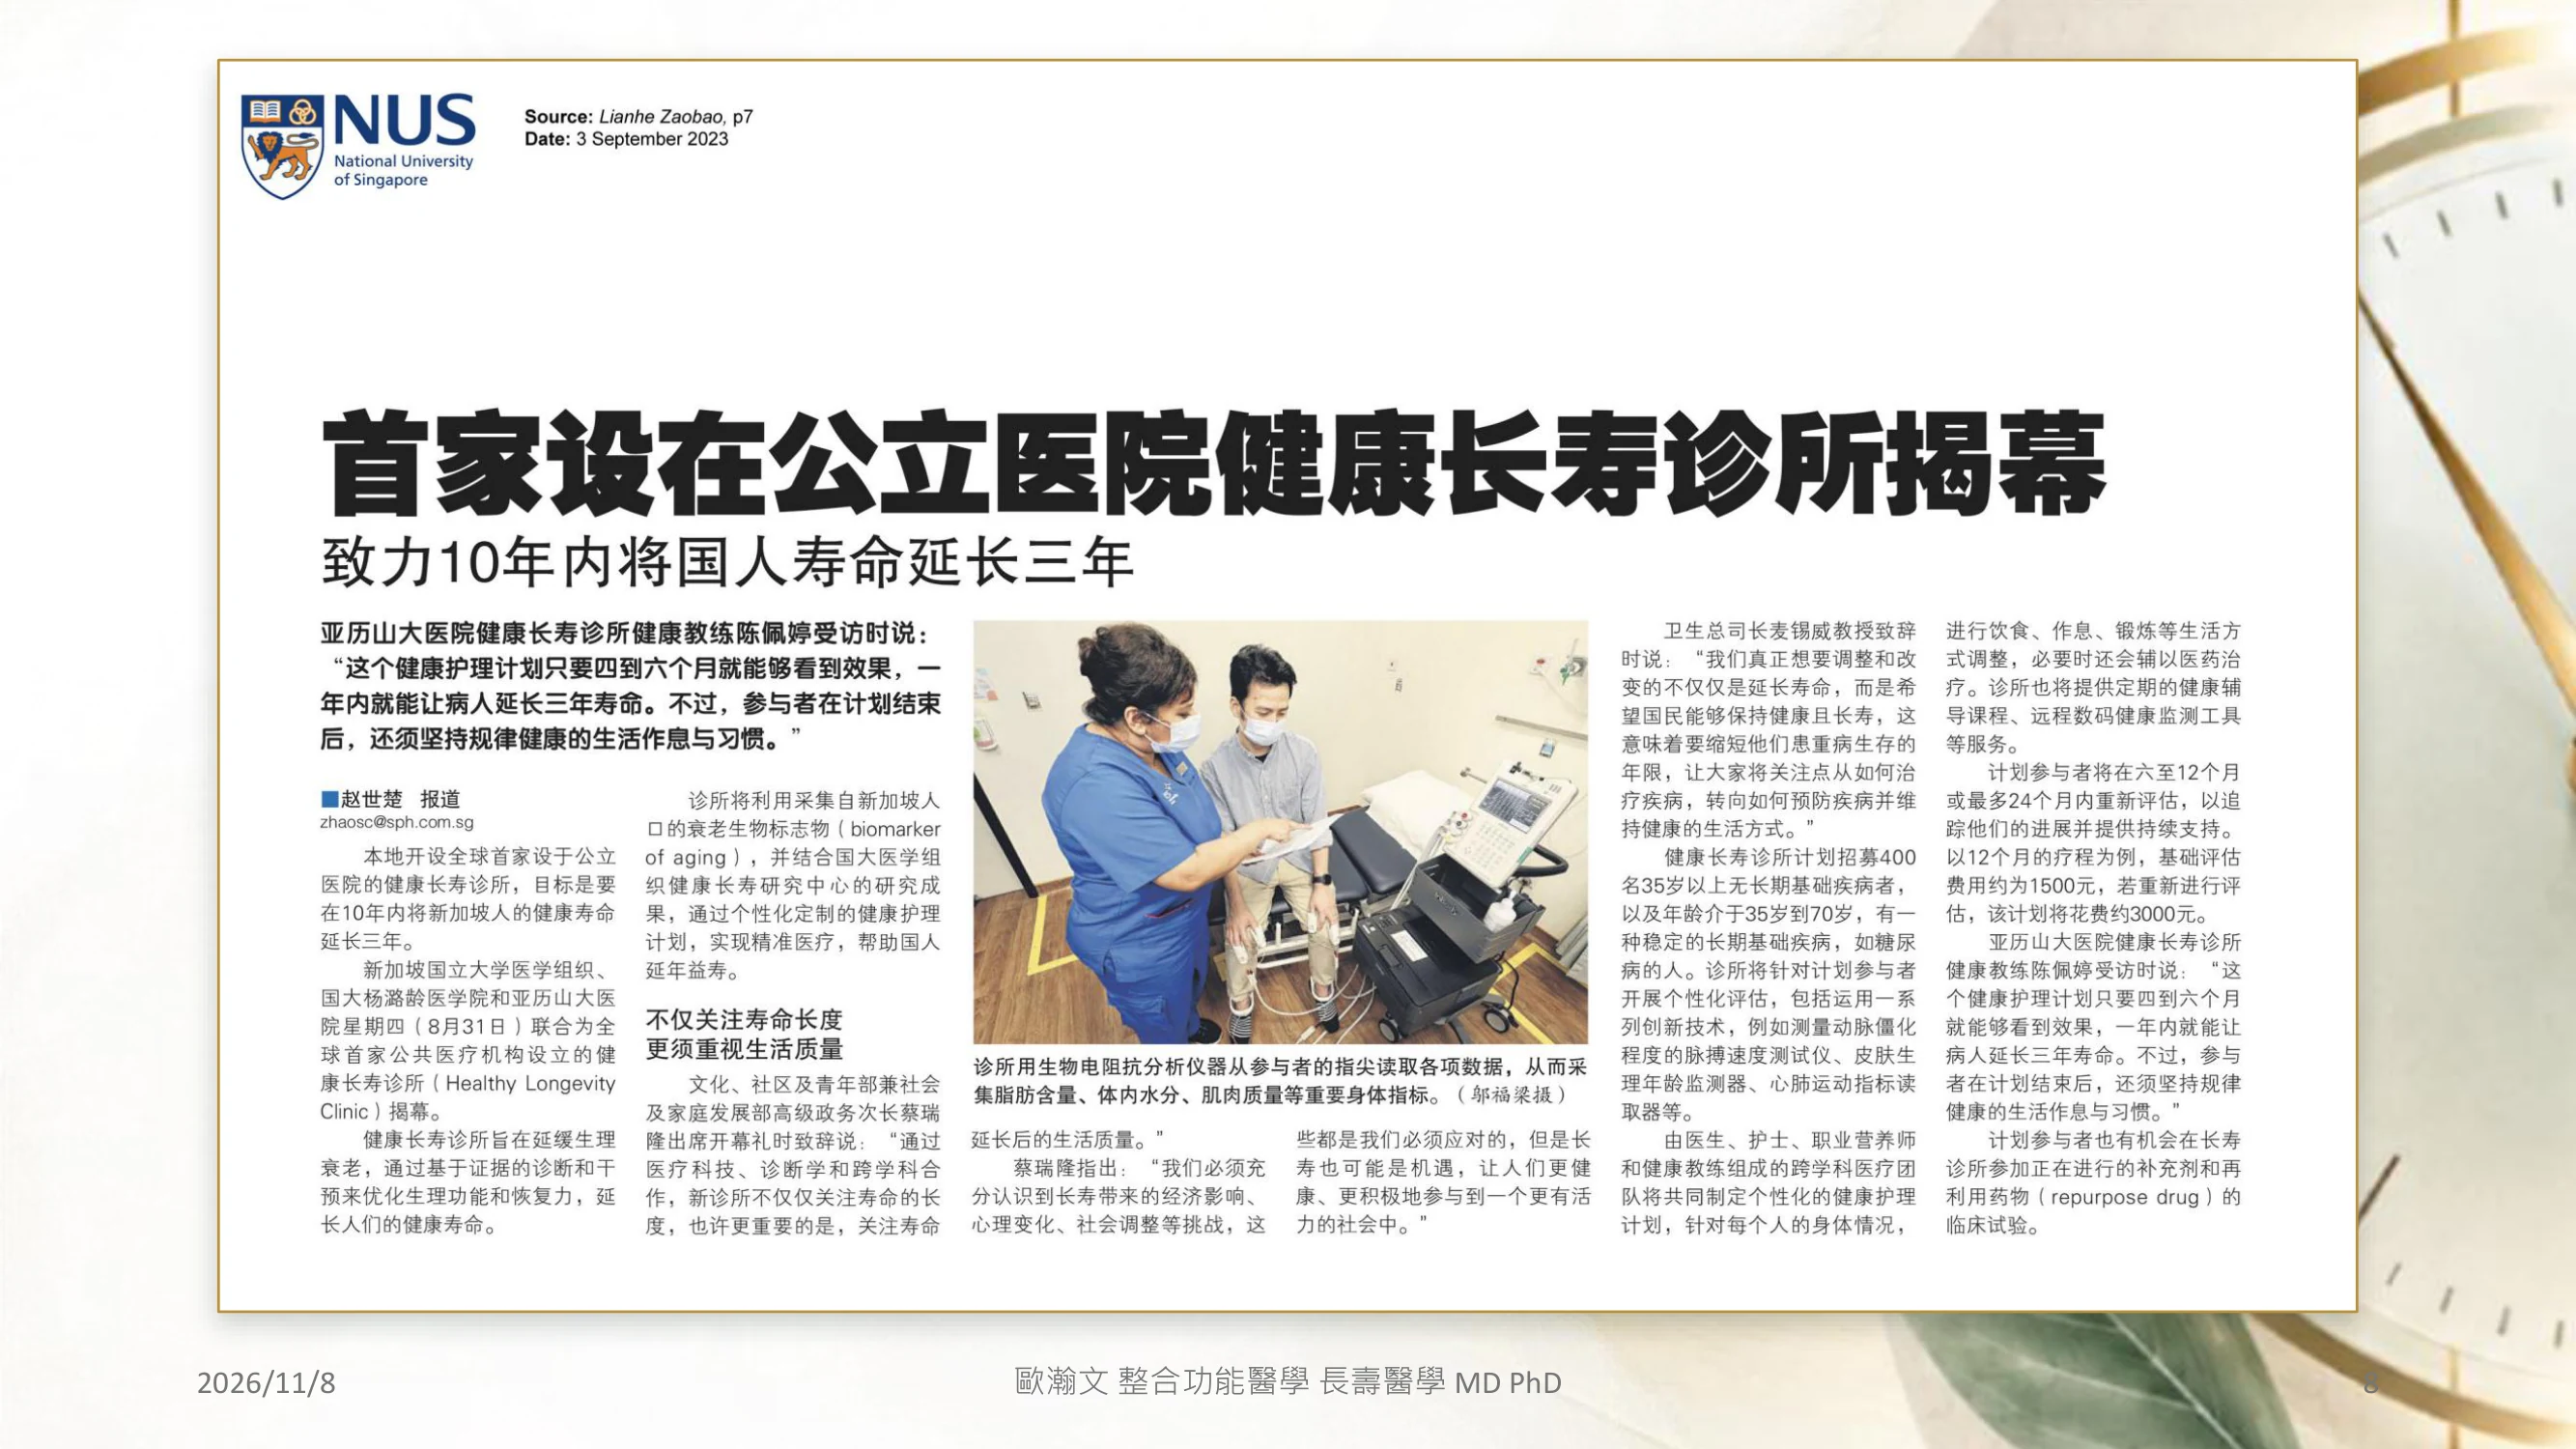 NUS
National University
of Singapore
Source: Lianhe Zaobao, p7
Date: 3 September 2023
首家设在公立医院健康长寿诊所揭幕
致力10年内将国人寿命延长三年
亚历山大医院健康长寿诊所健康教练陈佩婷受访时说：
“这个健康护理计划只要四到六个月就能够看到效果，一
年内就能让病人延长三年寿命。不过，参与者在计划结束
后，还须坚持规律健康的生活作息与习惯。”
■赵世楚 报道
zhaosc@sph.com.sg
本地开设全球首家设于公立
医院的健康长寿诊所，目标是要
在10年内将新加坡人的健康寿命
延长三年。
新加坡国立大学医学组织、
国大杨潞龄医学院和亚历山大医
院星期四（8月31日）联合为全
球首家公共医疗机构设立的健
康长寿诊所（Healthy Longevity
Clinic）揭幕。
健康长寿诊所旨在延缓生理
衰老，通过基于证据的诊断和干
预来优化生理功能和恢复力，延
长人们的健康寿命。
诊所将利用采集自新加坡人
口的衰老生物标志物（biomarker
of aging），并结合国大医学组
织健康长寿研究中心的研究成
果，通过个性化定制的健康护理
计划，实现精准医疗，帮助国人
延年益寿。
不仅关注寿命长度
更须重视生活质量
文化、社区及青年部兼社会
及家庭发展部高级政务次长蔡瑞
隆出席开幕礼时致辞说：“通过
医疗科技、诊断学和跨学科合
作，新诊所不仅仅关注寿命的长
度，也许更重要的是，关注寿命
诊所用生物电阻抗分析仪器从参与者的指尖读取各项数据，从而采
集脂肪含量、体内水分、肌肉质量等重要身体指标。（邬福梁摄）
延长后的生活质量。”
蔡瑞隆指出：“我们必须充
分认识到长寿带来的经济影响、
心理变化、社会调整等挑战，这
些都是我们必须应对的，但是长
寿也可能是机遇，让人们更健
康、更积极地参与到一个更有活
力的社会中。”
卫生总司长麦锡威教授致辞
时说：“我们真正想要调整和改
变的不仅仅是延长寿命，而是希
望国民能够保持健康且长寿，这
意味着要缩短他们患重病生存的
年限，让大家将关注点从如何治
疗疾病，转向如何预防疾病并维
持健康的生活方式。”
健康长寿诊所计划招募400
名35岁以上无长期基础疾病者，
以及年龄介于35岁到70岁，有一
种稳定的长期基础疾病，如糖尿
病的人。诊所将针对计划参与者
开展个性化评估，包括运用一系
列创新技术，例如测量动脉僵化
程度的脉搏速度测试仪、皮肤生
理年龄监测器、心肺运动指标读
取器等。
由医生、护士、职业营养师
和健康教练组成的跨学科医疗团
队将共同制定个性化的健康护理
计划，针对每个人的身体情况，
进行饮食、作息、锻炼等生活方
式调整，必要时还会辅以医药治
疗。诊所也将提供定期的健康辅
导课程、远程数码健康监测工具
等服务。
计划参与者将在六至12个月
或最多24个月内重新评估，以追
踪他们的进展并提供持续支持。
以12个月的疗程为例，基础评估
费用约为1500元，若重新进行评
估，该计划将花费约3000元。
亚历山大医院健康长寿诊所
健康教练陈佩婷受访时说：“这
个健康护理计划只要四到六个月
就能够看到效果，一年内就能让
病人延长三年寿命。不过，参与
者在计划结束后，还须坚持规律
健康的生活作息与习惯。”
计划参与者也有机会在长寿
诊所参加正在进行的补充剂和再
利用药物（repurpose drug）的
临床试验。
2026/11/8
歐瀚文 整合功能醫學 長壽醫學 MD PhD
8